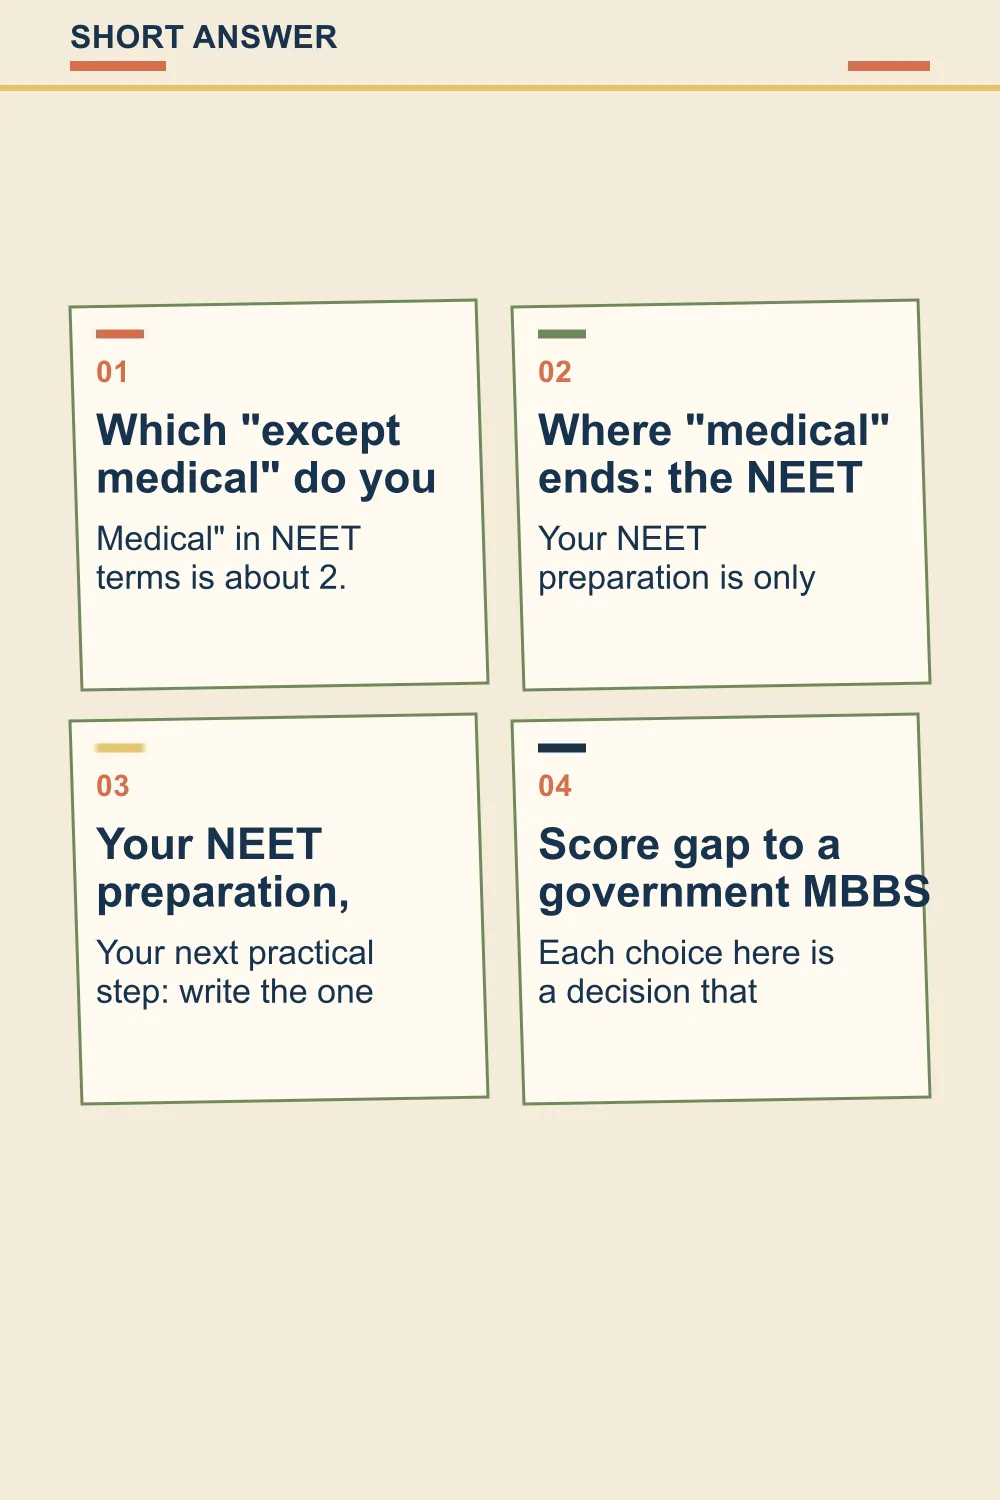 SHORT ANSWER
01
Which "except
medical" do you
Medical" in NEET
terms is about 2.
02
Where "medical"
ends: the NEET
Your NEET
preparation is only
03
Your NEET
preparation,
Your next practical
step: write the one
04
Score gap to a
government MBBS
Each choice here is
a decision that